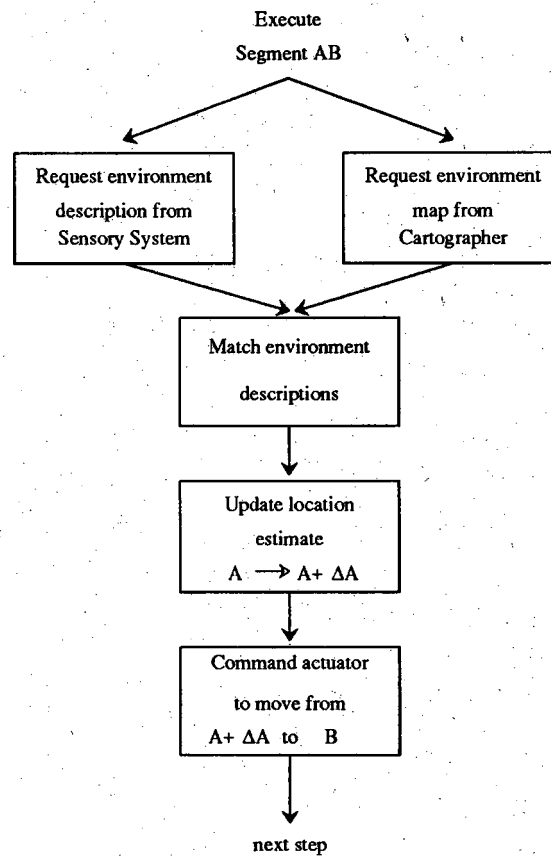 Execute
Segment AB
Request environment
description from
Sensory System
Request environment
map from
Cartographer
Match environment
descriptions
Update location
estimate
A → A+ ΔA
Command actuator
to move from
A+ ΔA to B
next step